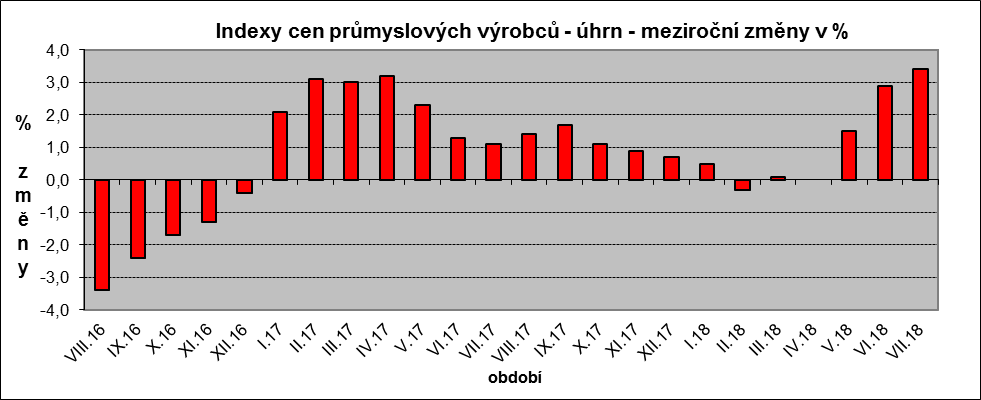 Indexy cen průmyslových výrobců - úhrn - meziroční změny v %
% změny
4,0
3,0
2,0
1,0
0,0
-1,0
-2,0
-3,0
-4,0
VIII.16 IX.16 X.16 XI.16 XII.16 I.17 II.17 III.17 IV.17 V.17 VI.17 VII.17 VIII.17 IX.17 X.17 XI.17 XII.17 I.18 II.18 III.18 IV.18 V.18 VI.18 VII.18
období